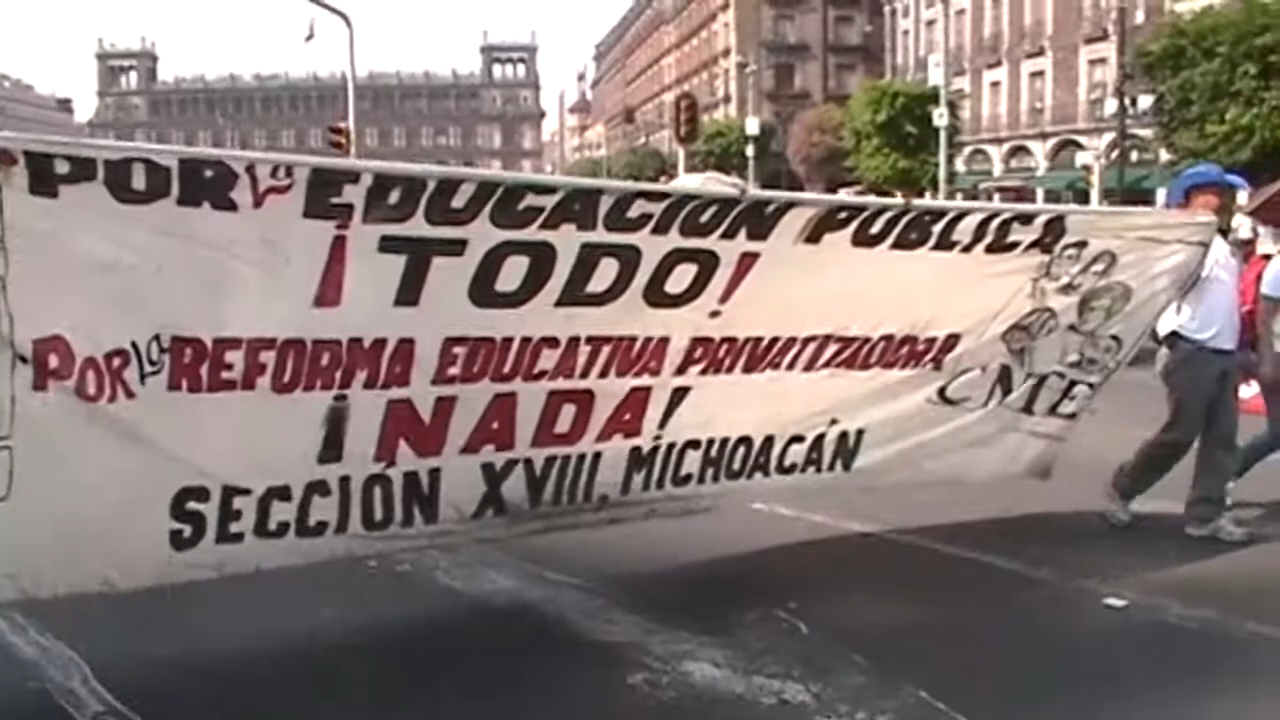 POR la EDUCACIÓN PÚBLICA
¡TODO!
POR la REFORMA EDUCATIVA PRIVATIZADORA
¡NADA!
SECCIÓN XVIII, MICHOACÁN
CNTE